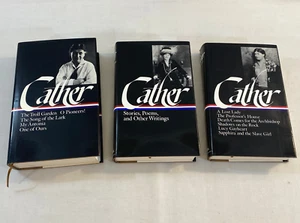 Cather
The Troll Garden O Pioneers!
The Song of the Lark
My Ántonia
One of Ours
Cather
Stories, Poems,
and Other Writings
Cather
A Lost Lady
The Professor's House
Death Comes for the Archbishop
Shadows on the Rock
Lucy Gayheart
Sapphira and the Slave Girl